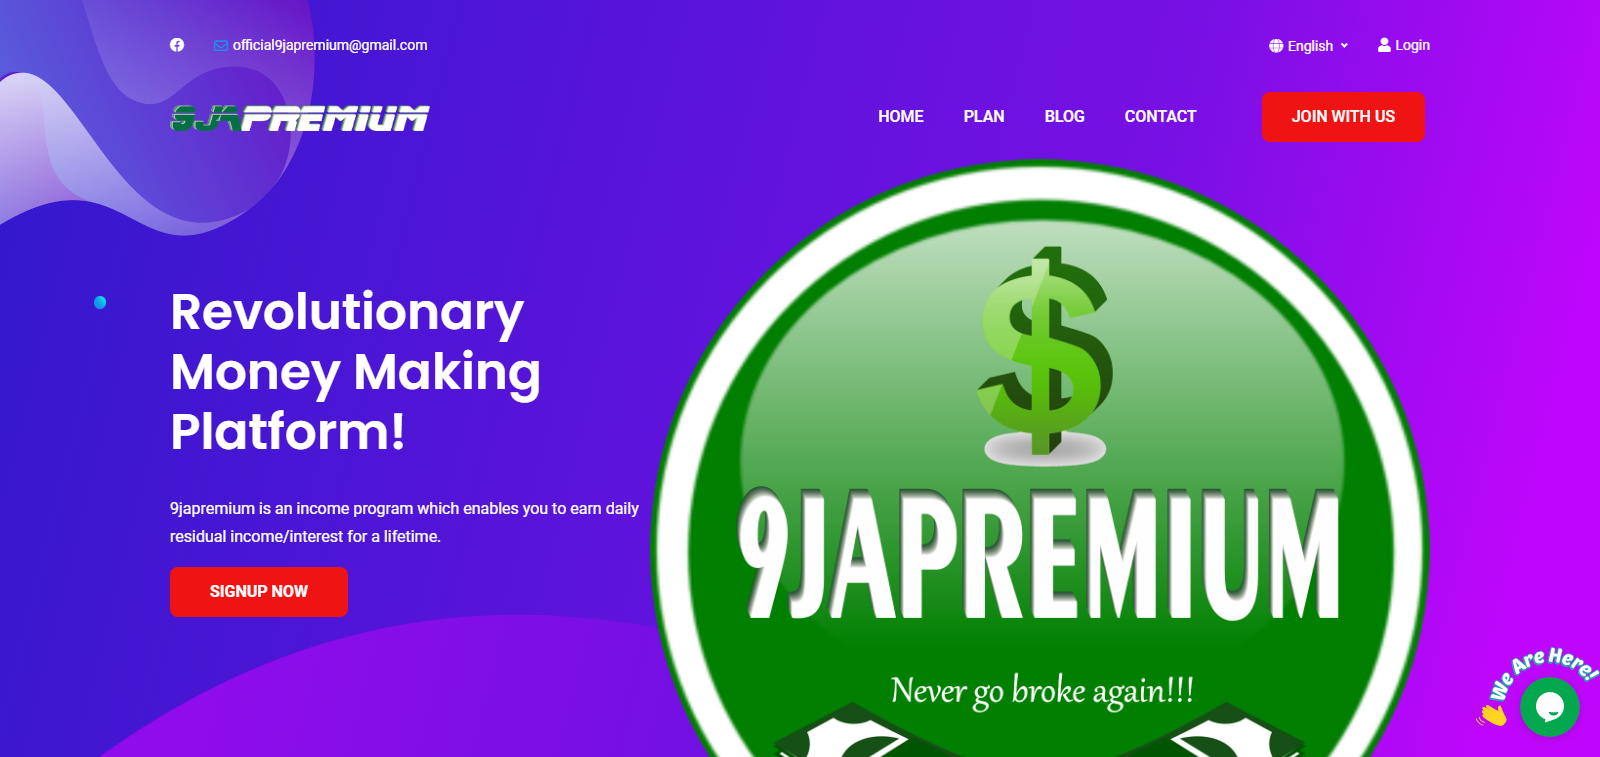 official9japremium@gmail.com
English
Login
9JAPREMIUM
HOME
PLAN
BLOG
CONTACT
JOIN WITH US
Revolutionary
Money Making
Platform!
9japremium is an income program which enables you to earn daily
residual income/interest for a lifetime.
SIGNUP NOW
$
9JAPREMIUM
Never go broke again!!!
We Are Here!